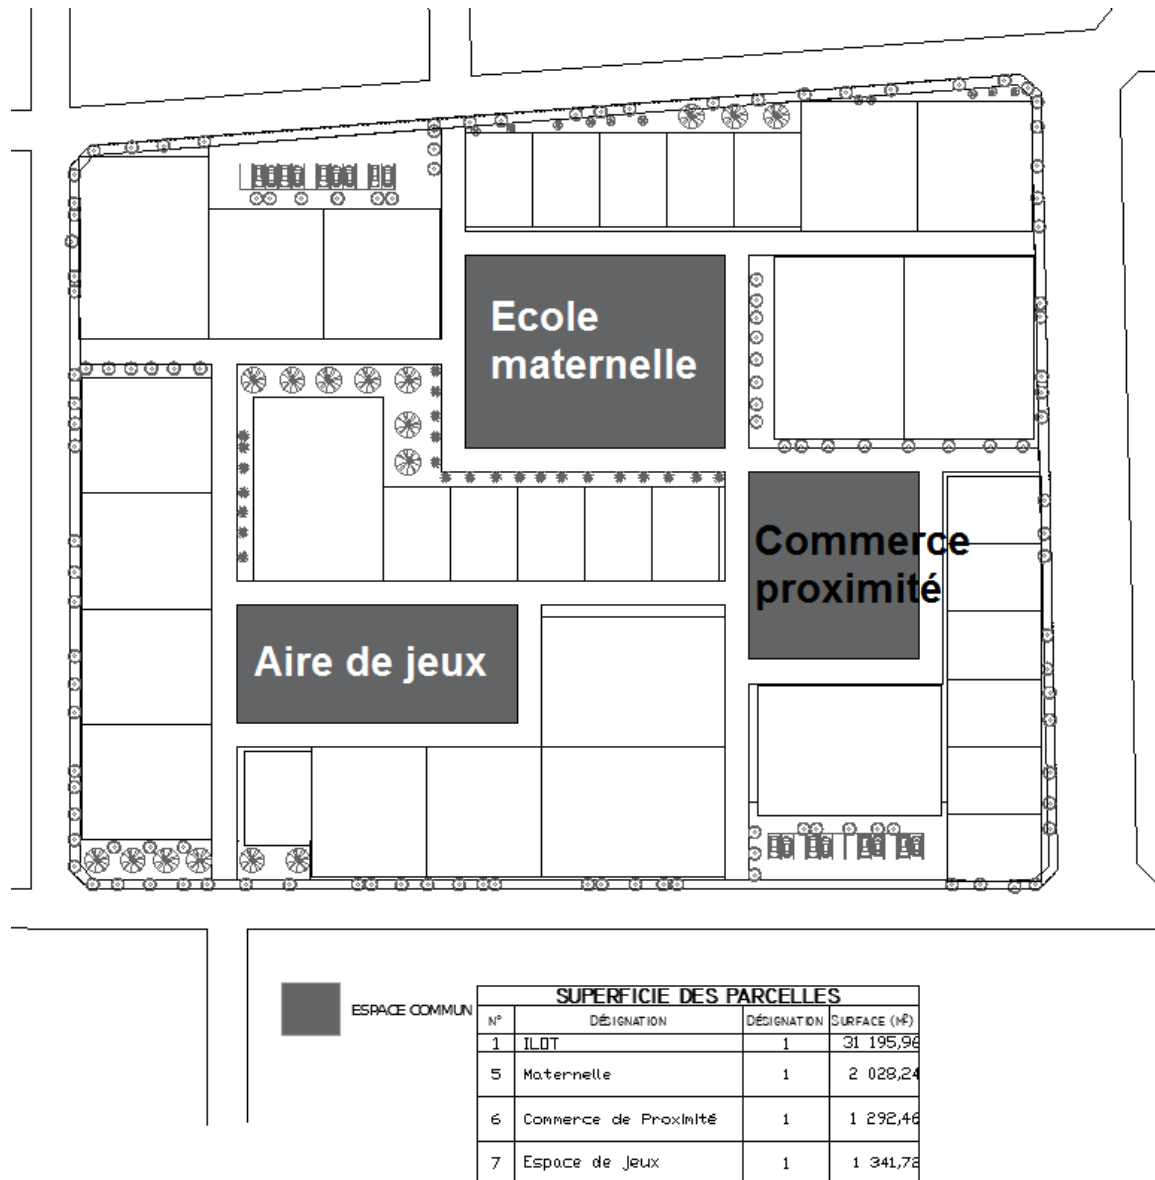 Ecole
maternelle
Commerce
proximité
Aire de jeux
ESPACE COMMUN
SUPERFICIE DES PARCELLES
N° DÉSIGNATION DÉSIGNATION SURFACE (M²)
1 ILOT 1 31 195,96
5 Maternelle 1 2 028,24
6 Commerce de Proximité 1 1 292,46
7 Espace de jeux 1 1 341,72